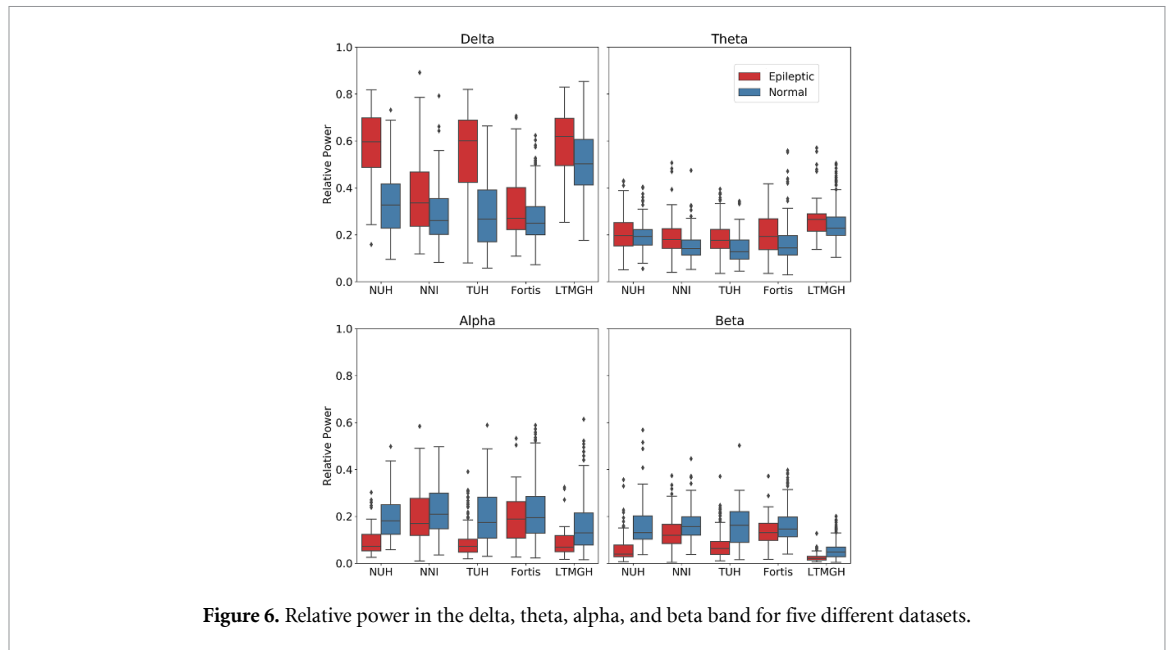 Delta
Theta
1.0
0.8
0.6
0.4
0.2
0.0
Relative Power
NUH NNI TUH Fortis LTMGH
Epileptic
Normal
NUH NNI TUH Fortis LTMGH
Alpha
Beta
1.0
0.8
0.6
0.4
0.2
0.0
Relative Power
NUH NNI TUH Fortis LTMGH
NUH NNI TUH Fortis LTMGH
Figure 6. Relative power in the delta, theta, alpha, and beta band for five different datasets.